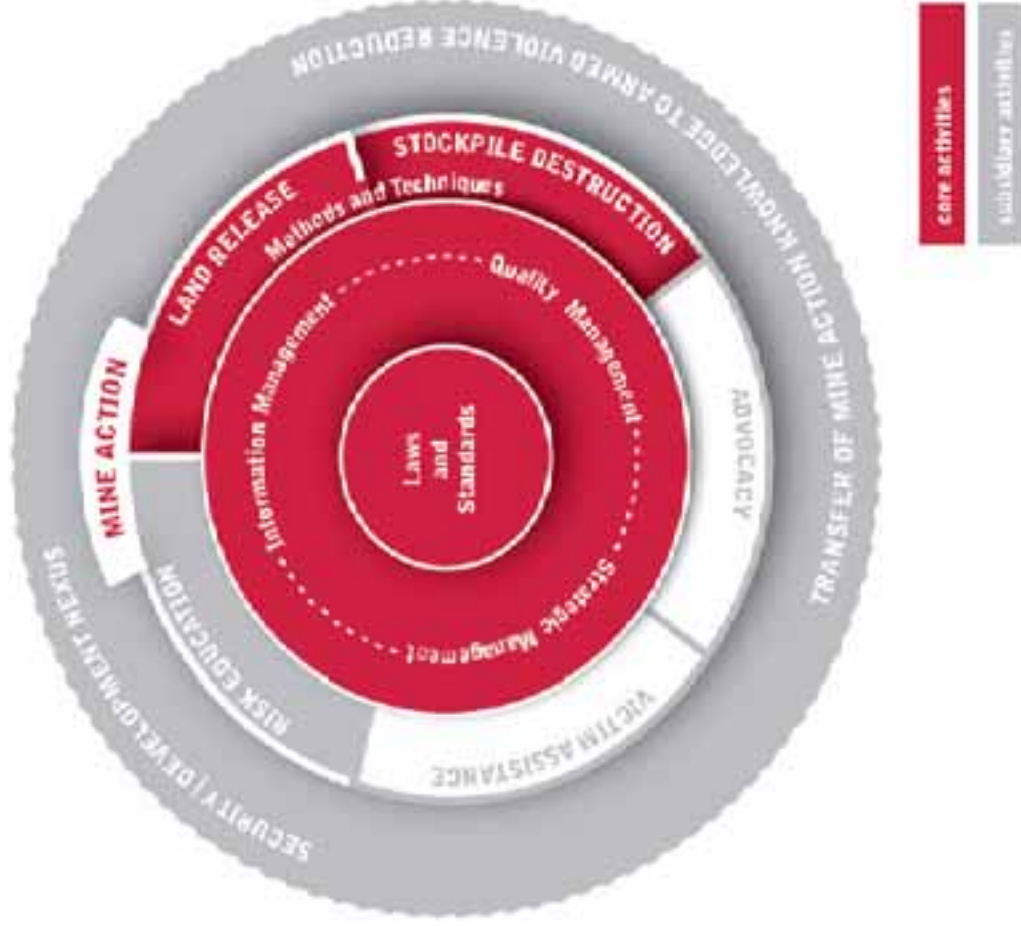 TRANSFER OF MINE ACTION KNOWLEDGE TO ARMED VIOLENCE REDUCTION
SECURITY | DEVELOPMENT NEXUS
MINE ACTION
LAND RELEASE
STOCKPILE DESTRUCTION
Methods and Techniques
ADVOCACY
VICTIM ASSISTANCE
RISK EDUCATION
Information Management
Quality Management
Strategic Management
Laws
and
Standards
core activities
subsidiary activities